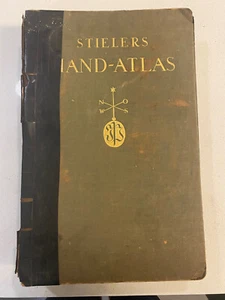 STIELERS
HAND-ATLAS
N O
W S